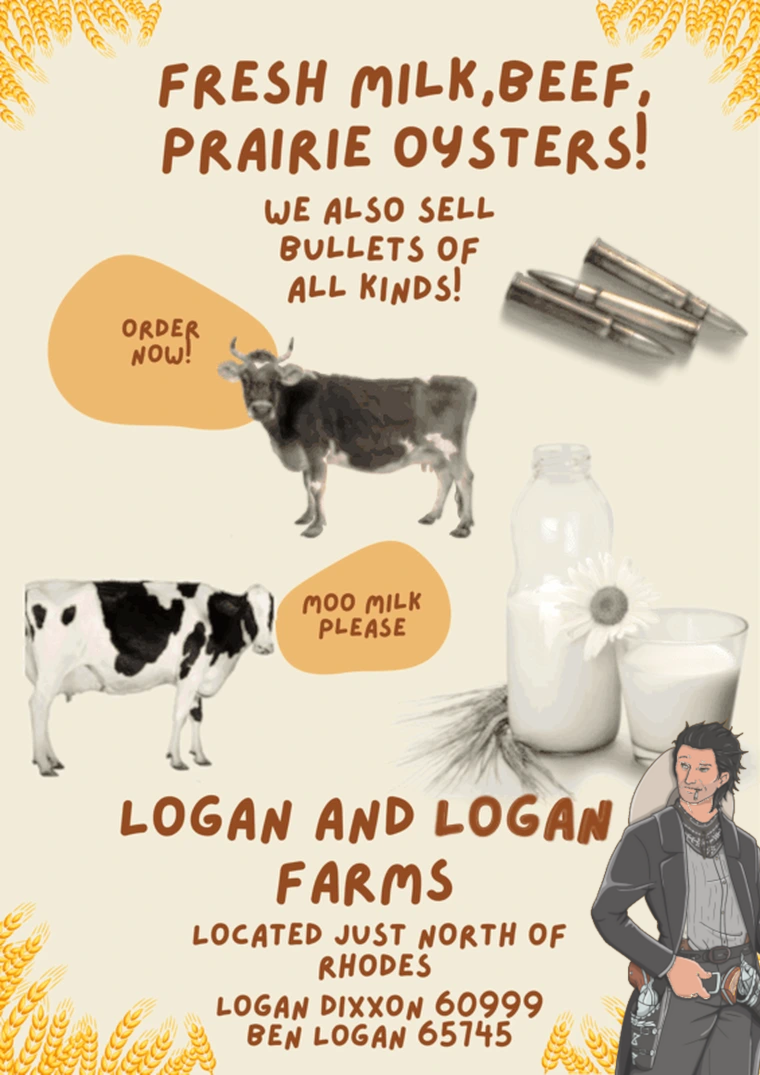 FRESH MILK,BEEF,
PRAIRIE OYSTERS!
WE ALSO SELL
BULLETS OF
ALL KINDS!
ORDER
NOW!
MOO MILK
PLEASE
LOGAN AND LOGAN
FARMS
LOCATED JUST NORTH OF
RHODES
LOGAN DIXXON 60999
BEN LOGAN 65745